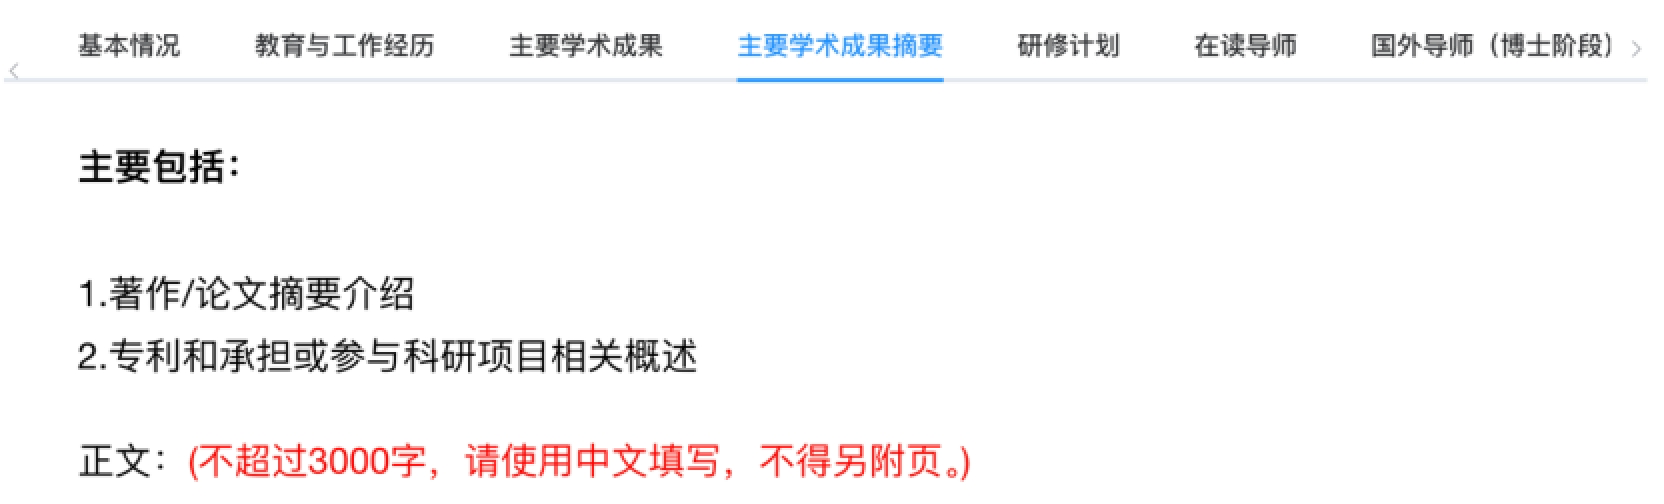 基本情况 教育与工作经历 主要学术成果 主要学术成果摘要 研修计划 在读导师 国外导师（博士阶段）
主要包括：
1.著作/论文摘要介绍
2.专利和承担或参与科研项目相关概述
正文：(不超过3000字，请使用中文填写，不得另附页。)